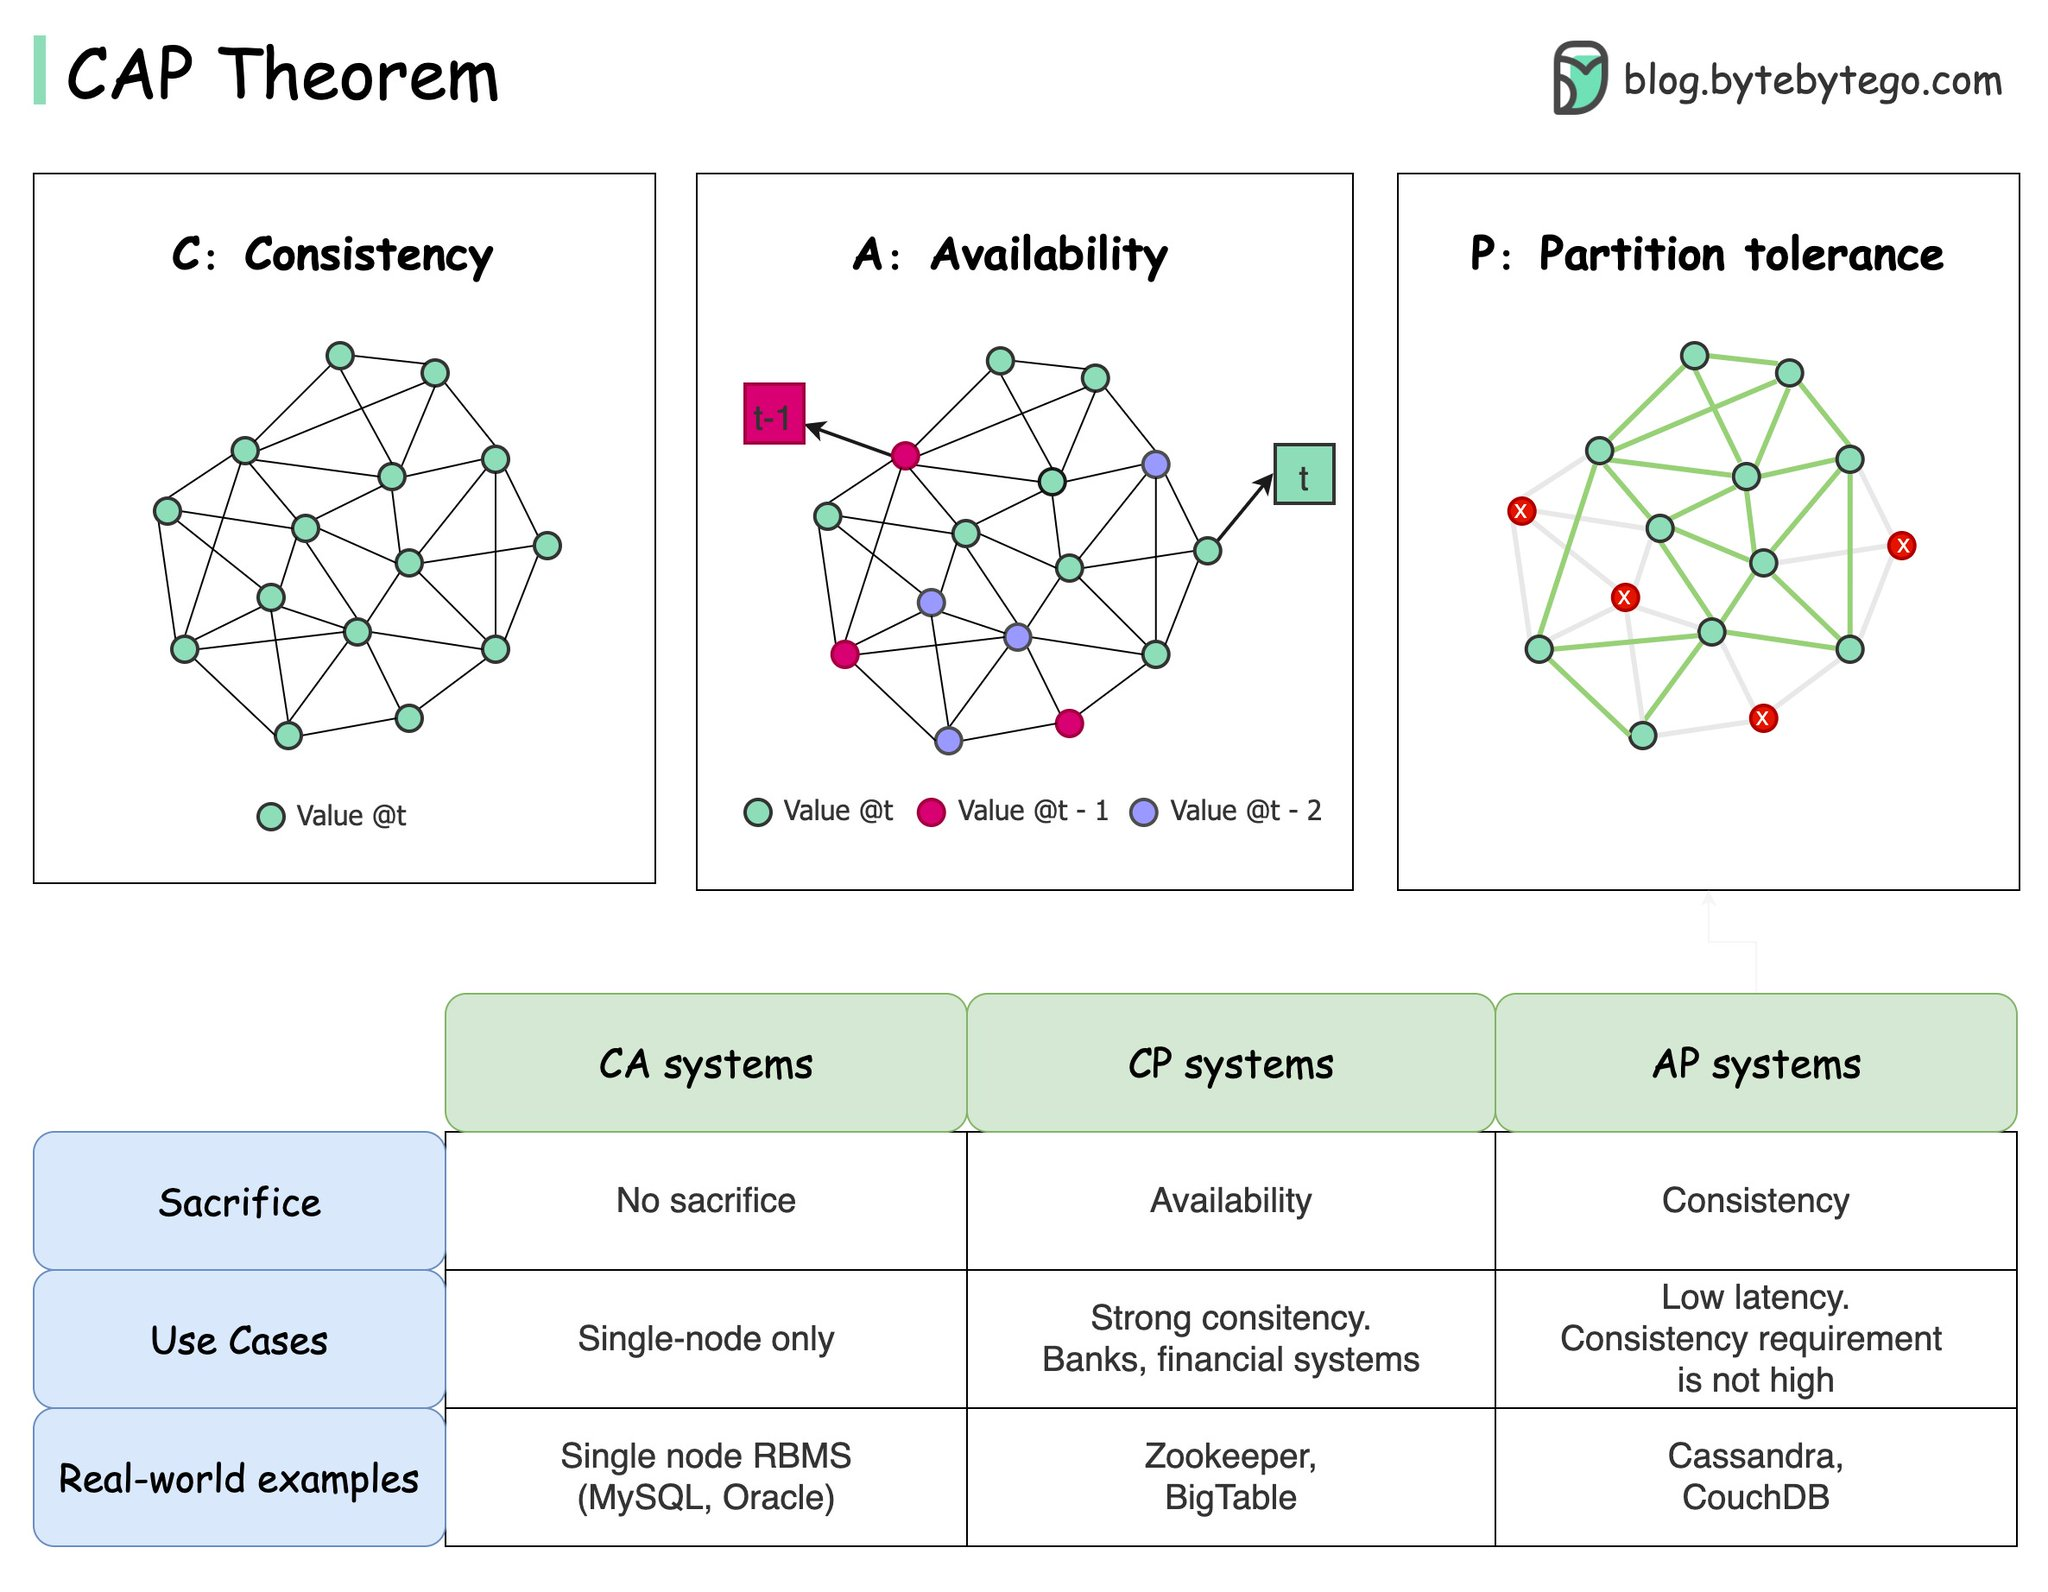 CAP Theorem
blog.bytebytego.com
C: Consistency
Value @t
A: Availability
t-1
t
Value @t
Value @t - 1
Value @t - 2
P: Partition tolerance
X
X
X
X
CA systems
CP systems
AP systems
Sacrifice
No sacrifice
Availability
Consistency
Use Cases
Single-node only
Strong consitency.
Banks, financial systems
Low latency.
Consistency requirement
is not high
Real-world examples
Single node RBMS
(MySQL, Oracle)
Zookeeper,
BigTable
Cassandra,
CouchDB